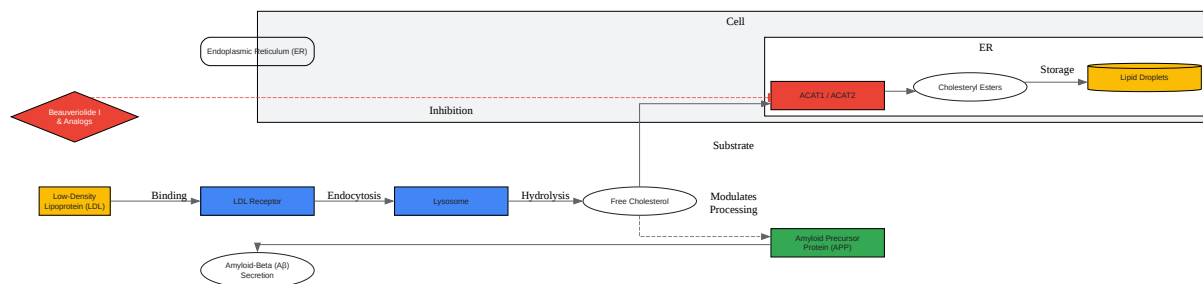 Cell
Endoplasmic Reticulum (ER)
ER
Storage
Lipid Droplets
ACAT1 / ACAT2
Cholesteryl Esters
Beauveriolide I
& Analogs
Inhibition
Substrate
Low-Density
Lipoprotein (LDL)
Binding
LDL Receptor
Endocytosis
Lysosome
Hydrolysis
Free Cholesterol
Modulates
Processing
Amyloid Precursor
Protein (APP)
Amyloid-Beta (Aβ)
Secretion